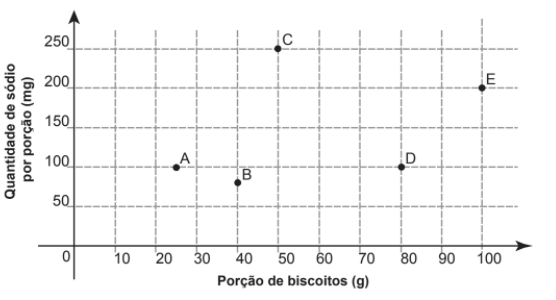 Quantidade de sódio
por porção (mg)
250
200
150
100
50
0
C
E
A
D
B
10 20 30 40 50 60 70 80 90 100
Porção de biscoitos (g)